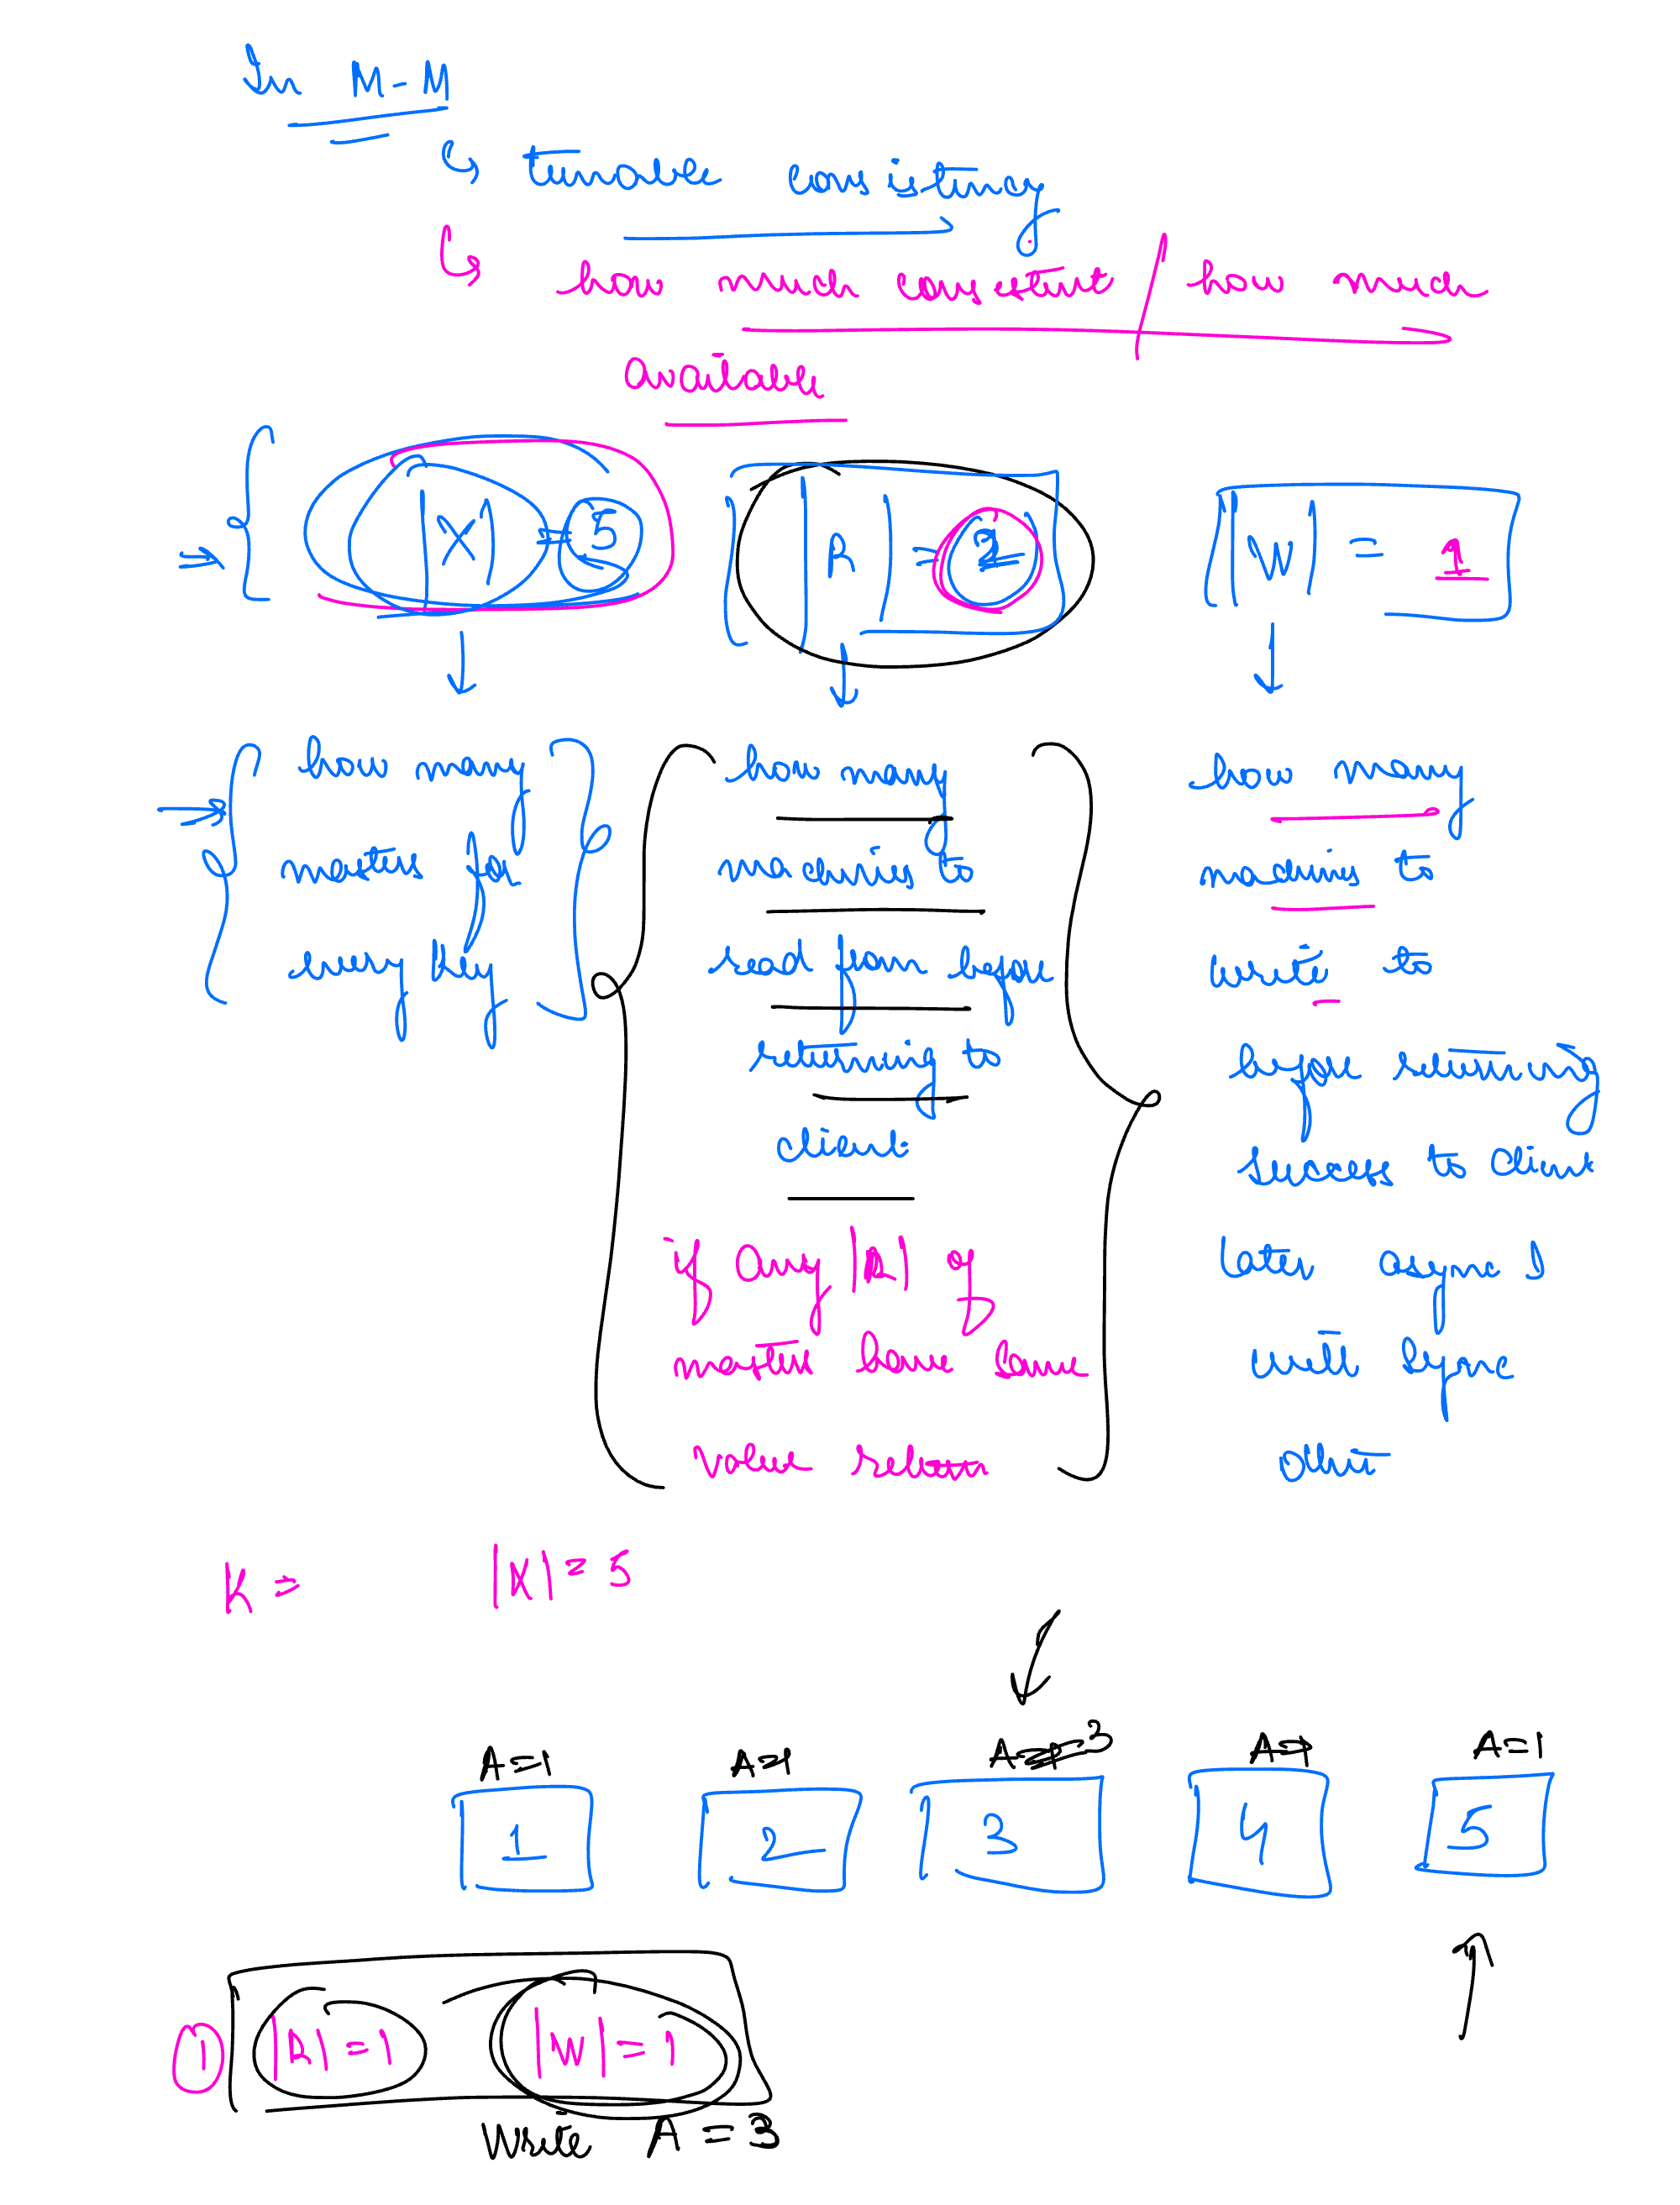 In M-M
↳ tunable consistency
↳ how much consistent / how much
available
|X| = 5
|R| = 2
|W| = 1
how many
masters for
every key
how many
machines to
read from before
returning to
client
if any |R| of
master have same
value return
how many
machines to
write to
before returning
success to client
later async
will sync
other
K = |X| = 5
A=1 A=1 A=1 3 A=1 A=1
1 2 3 4 5
① |R| = 1 |W| = 1
Write A = 3